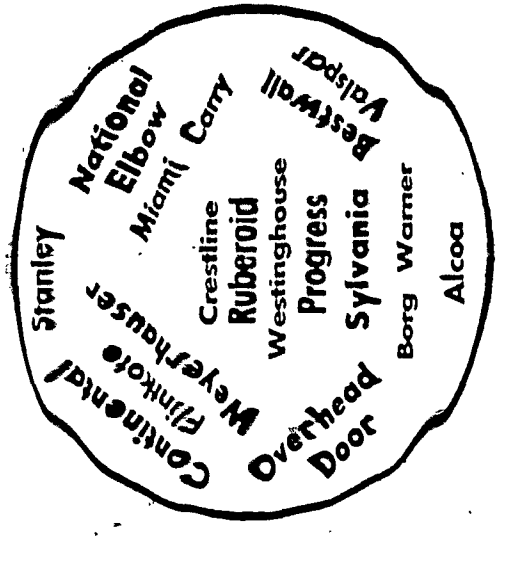 Stanley
National
Elbow
Miami Carry
Bestwall
Valspar
Continental
Flintkote
Weyerhauser
Crestline
Ruberoid
Westinghouse
Progress
Sylvania
Borg Warner
Alcoa
Overhead
Door